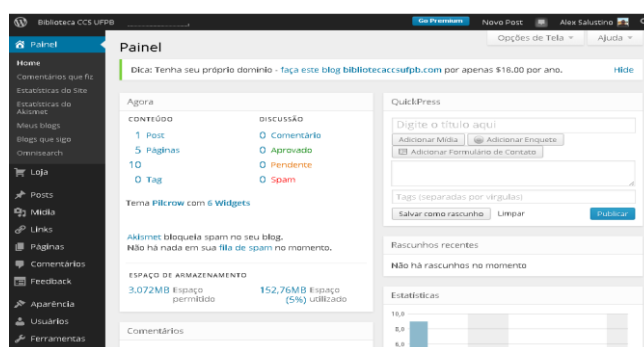 Biblioteca CCS UFPB
Go Premium
Novo Post
Alex Salustino
Painel
Home
Comentários que fiz
Estatísticas do Site
Estatísticas do
Akismet
Meus blogs
Blogs que sigo
Omnisearch
Loja
Posts
Mídia
Links
Páginas
Comentários
Feedback
Aparência
Usuários
Ferramentas
Opções de Tela
Ajuda
Painel
Dica: Tenha seu próprio domínio - faça este blog bibliotecaccsufpb.com por apenas $18.00 por ano.
Hide
Agora
CONTEÚDO
DISCUSSÃO
1 Post
0 Comentário
5 Páginas
0 Aprovado
10
0 Pendente
0 Tag
0 Spam
Tema Pilcrow com 6 Widgets
Akismet bloqueia spam no seu blog.
Não há nada em sua fila de spam no momento.
ESPAÇO DE ARMAZENAMENTO
3.072MB Espaço
permitido
152,76MB Espaço
(5%) utilizado
Comentários
QuickPress
Digite o título aqui
Adicionar Mídia
Adicionar Enquete
Adicionar Formulário de Contato
Tags (separadas por vírgulas)
Salvar como rascunho
Limpar
Publicar
Rascunhos recentes
Não há rascunhos no momento
Estatísticas
10,0
8,0
6,0